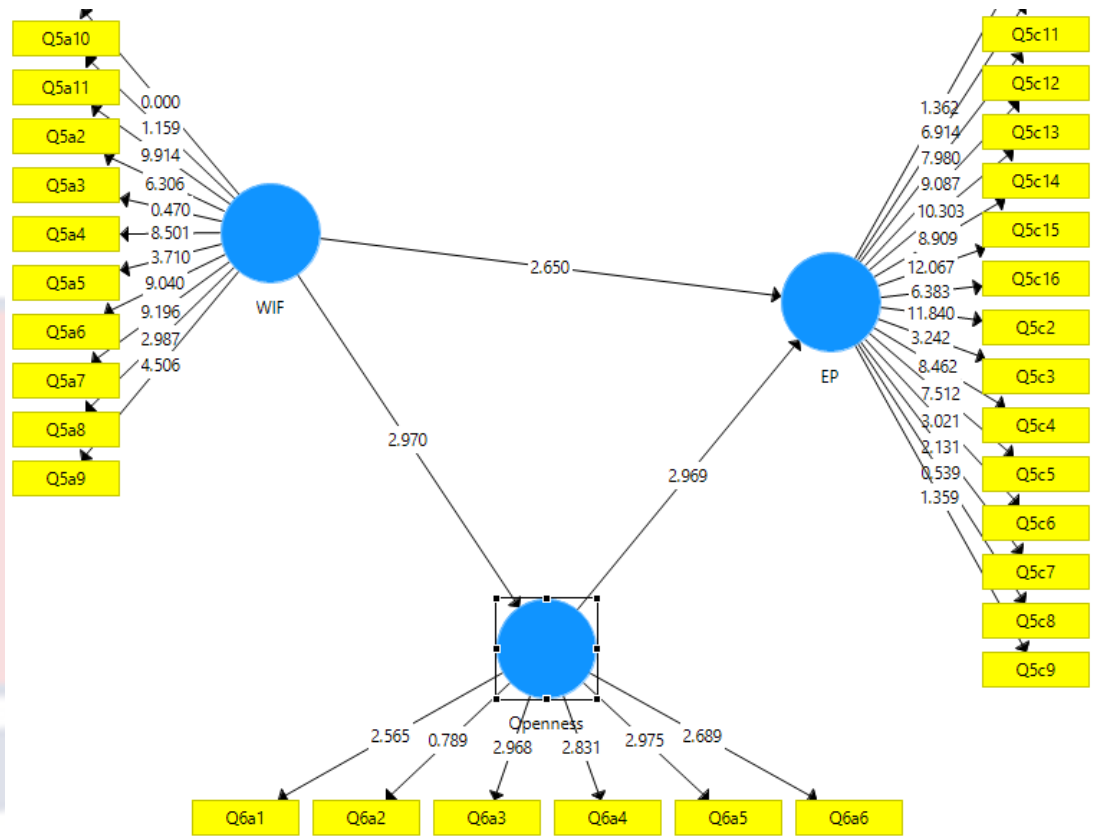 Q5a10
Q5a11
Q5a2
Q5a3
Q5a4
Q5a5
Q5a6
Q5a7
Q5a8
Q5a9
0.000
1.159
9.914
6.306
0.470
8.501
3.710
9.040
9.196
2.987
4.506
WIF
2.650
2.970
2.969
EP
1.362
6.914
7.980
9.087
10.303
8.909
12.067
6.383
11.840
3.242
8.462
7.512
3.021
2.131
0.539
1.359
Q5c11
Q5c12
Q5c13
Q5c14
Q5c15
Q5c16
Q5c2
Q5c3
Q5c4
Q5c5
Q5c6
Q5c7
Q5c8
Q5c9
Openness
2.565
0.789
2.968
2.831
2.975
2.689
Q6a1
Q6a2
Q6a3
Q6a4
Q6a5
Q6a6